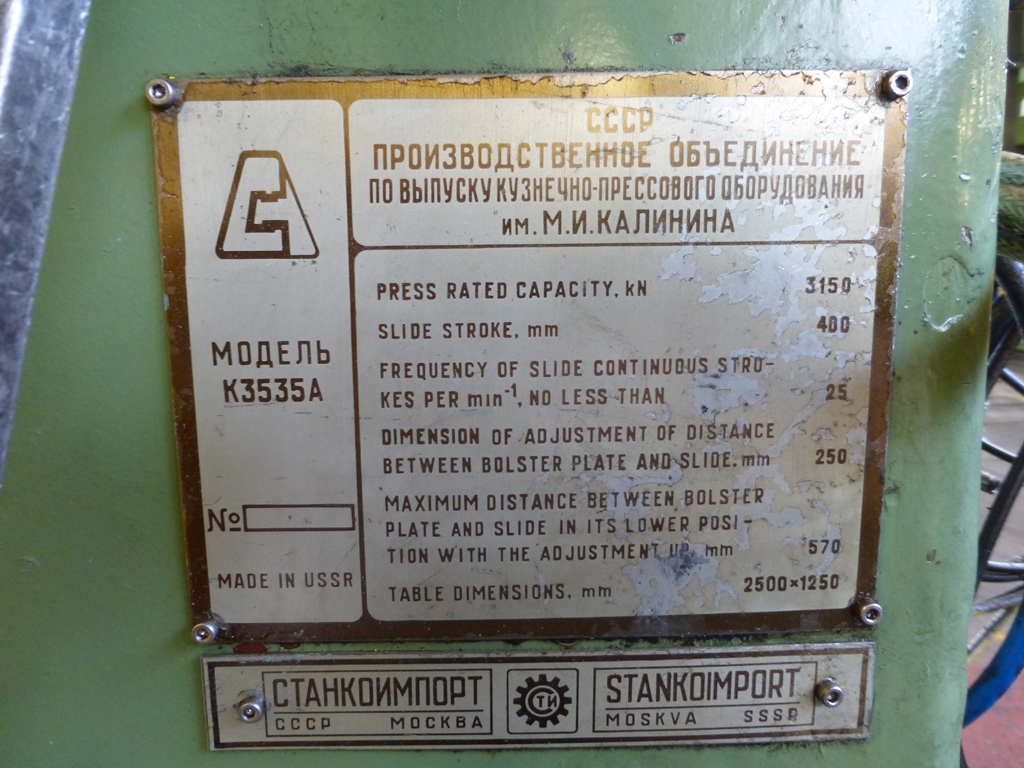 СССР
ПРОИЗВОДСТВЕННОЕ ОБЪЕДИНЕНИЕ
ПО ВЫПУСКУ КУЗНЕЧНО-ПРЕССОВОГО ОБОРУДОВАНИЯ
ИМ. М.И.КАЛИНИНА
МОДЕЛЬ
К3535А
№
MADE IN USSR
PRESS RATED CAPACITY, kN 3150
SLIDE STROKE, mm 400
FREQUENCY OF SLIDE CONTINUOUS STRO-
KES PER min⁻¹, NO LESS THAN 25
DIMENSION OF ADJUSTMENT OF DISTANCE
BETWEEN BOLSTER PLATE AND SLIDE, mm 250
MAXIMUM DISTANCE BETWEEN BOLSTER
PLATE AND SLIDE IN ITS LOWER POSI-
TION WITH THE ADJUSTMENT UP, mm 570
TABLE DIMENSIONS, mm 2500×1250
СТАНКОИМПОРТ
СССР МОСКВА
СТИ
STANKOIMPORT
MOSKVA SSSR